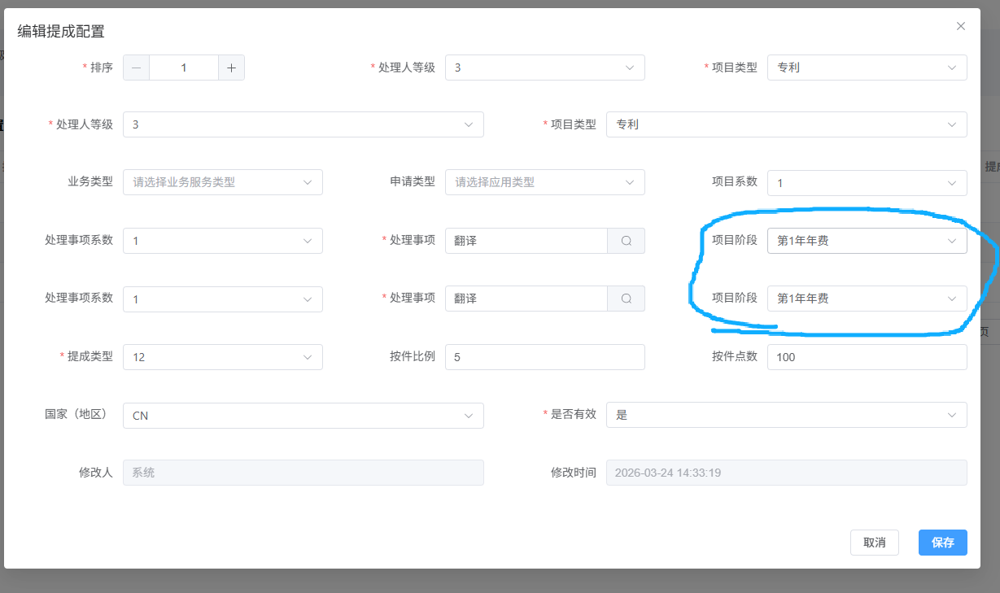 编辑提成配置
* 排序 1 * 处理人等级 3 * 项目类型 专利
* 处理人等级 3 * 项目类型 专利
业务类型 请选择业务服务类型 申请类型 请选择应用类型 项目系数 1
提成
处理事项系数 1 * 处理事项 翻译 项目阶段 第1年年费
处理事项系数 1 * 处理事项 翻译 项目阶段 第1年年费
页
* 提成类型 12 按件比例 5 按件点数 100
国家（地区） CN * 是否有效 是
修改人 系统 修改时间 2026-03-24 14:33:19
取消 保存